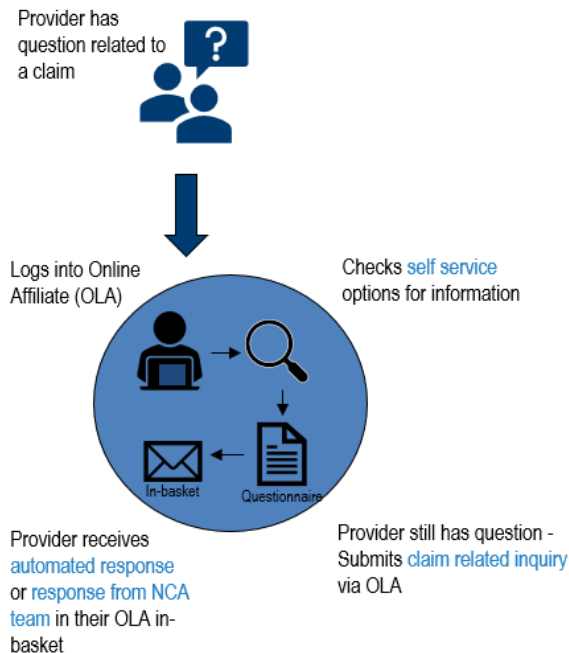 Provider has
question related to
a claim
?
Logs into Online
Affiliate (OLA)
Checks self service
options for information
In-basket
Questionnaire
Provider receives
automated response
or response from NCA
team in their OLA in-
basket
Provider still has question -
Submits claim related inquiry
via OLA